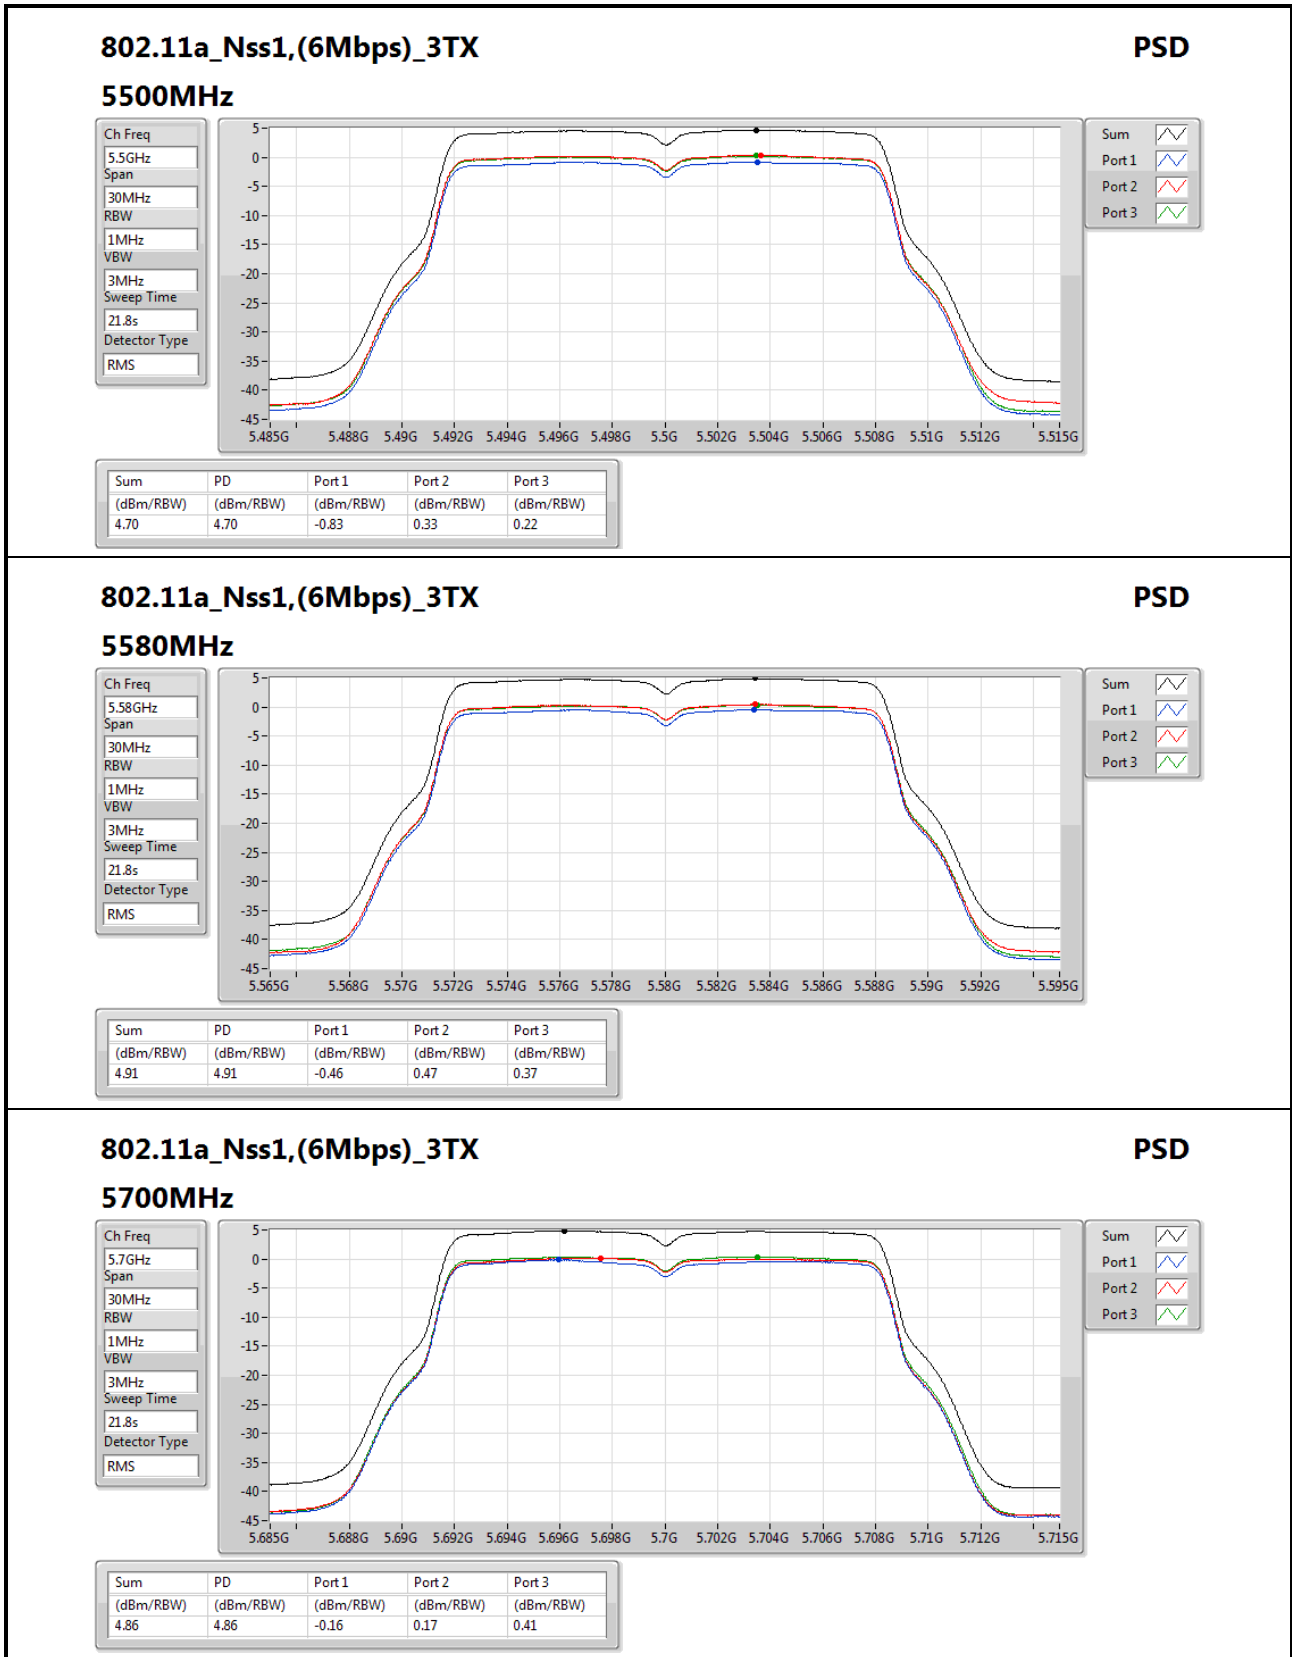 802.11a_Nss1,(6Mbps)_3TX PSD
5500MHz
Ch Freq
5.5GHz
Span
30MHz
RBW
1MHz
VBW
3MHz
Sweep Time
21.8s
Detector Type
RMS
5
0
-5
-10
-15
-20
-25
-30
-35
-40
-45
5.485G 5.488G 5.49G 5.492G 5.494G 5.496G 5.498G 5.5G 5.502G 5.504G 5.506G 5.508G 5.51G 5.512G 5.515G
Sum
Port 1
Port 2
Port 3
Sum PD Port 1 Port 2 Port 3
(dBm/RBW) (dBm/RBW) (dBm/RBW) (dBm/RBW) (dBm/RBW)
4.70 4.70 -0.83 0.33 0.22
802.11a_Nss1,(6Mbps)_3TX PSD
5580MHz
Ch Freq
5.58GHz
Span
30MHz
RBW
1MHz
VBW
3MHz
Sweep Time
21.8s
Detector Type
RMS
5
0
-5
-10
-15
-20
-25
-30
-35
-40
-45
5.565G 5.568G 5.57G 5.572G 5.574G 5.576G 5.578G 5.58G 5.582G 5.584G 5.586G 5.588G 5.59G 5.592G 5.595G
Sum
Port 1
Port 2
Port 3
Sum PD Port 1 Port 2 Port 3
(dBm/RBW) (dBm/RBW) (dBm/RBW) (dBm/RBW) (dBm/RBW)
4.91 4.91 -0.46 0.47 0.37
802.11a_Nss1,(6Mbps)_3TX PSD
5700MHz
Ch Freq
5.7GHz
Span
30MHz
RBW
1MHz
VBW
3MHz
Sweep Time
21.8s
Detector Type
RMS
5
0
-5
-10
-15
-20
-25
-30
-35
-40
-45
5.685G 5.688G 5.69G 5.692G 5.694G 5.696G 5.698G 5.7G 5.702G 5.704G 5.706G 5.708G 5.71G 5.712G 5.715G
Sum
Port 1
Port 2
Port 3
Sum PD Port 1 Port 2 Port 3
(dBm/RBW) (dBm/RBW) (dBm/RBW) (dBm/RBW) (dBm/RBW)
4.86 4.86 -0.16 0.17 0.41